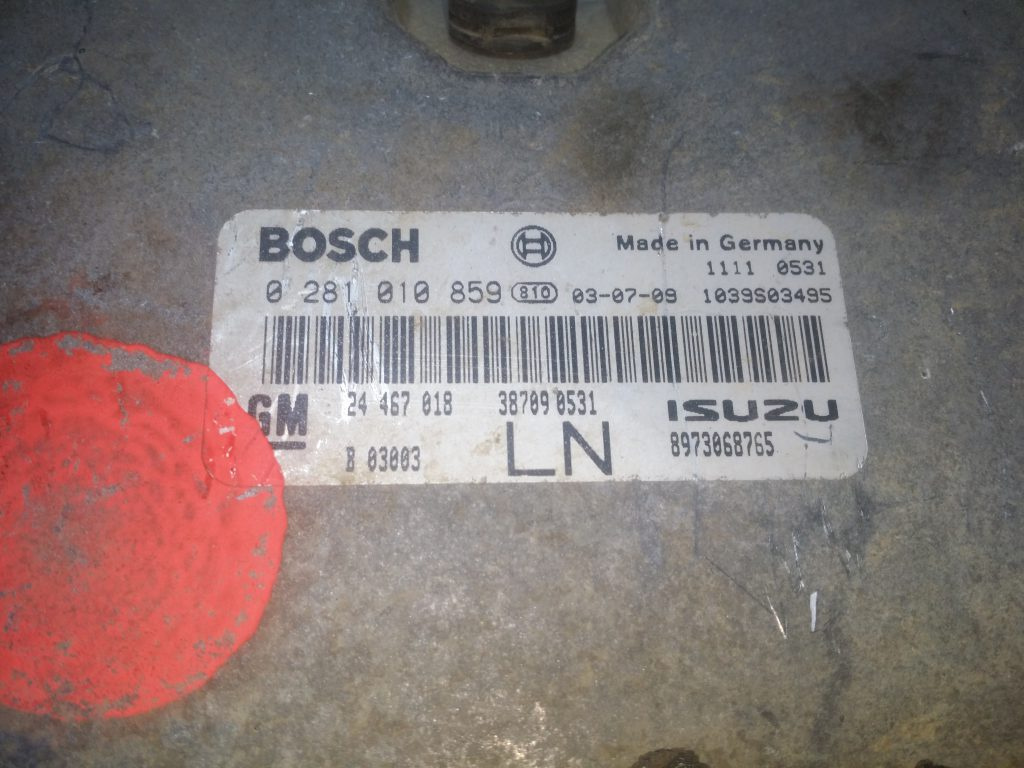 BOSCH Made in Germany
1111 0531
0 281 010 859 810 03-07-09 1039S03495
GM 24 467 018 38709 0531 ISUZU
B 03003 LN 8973068765